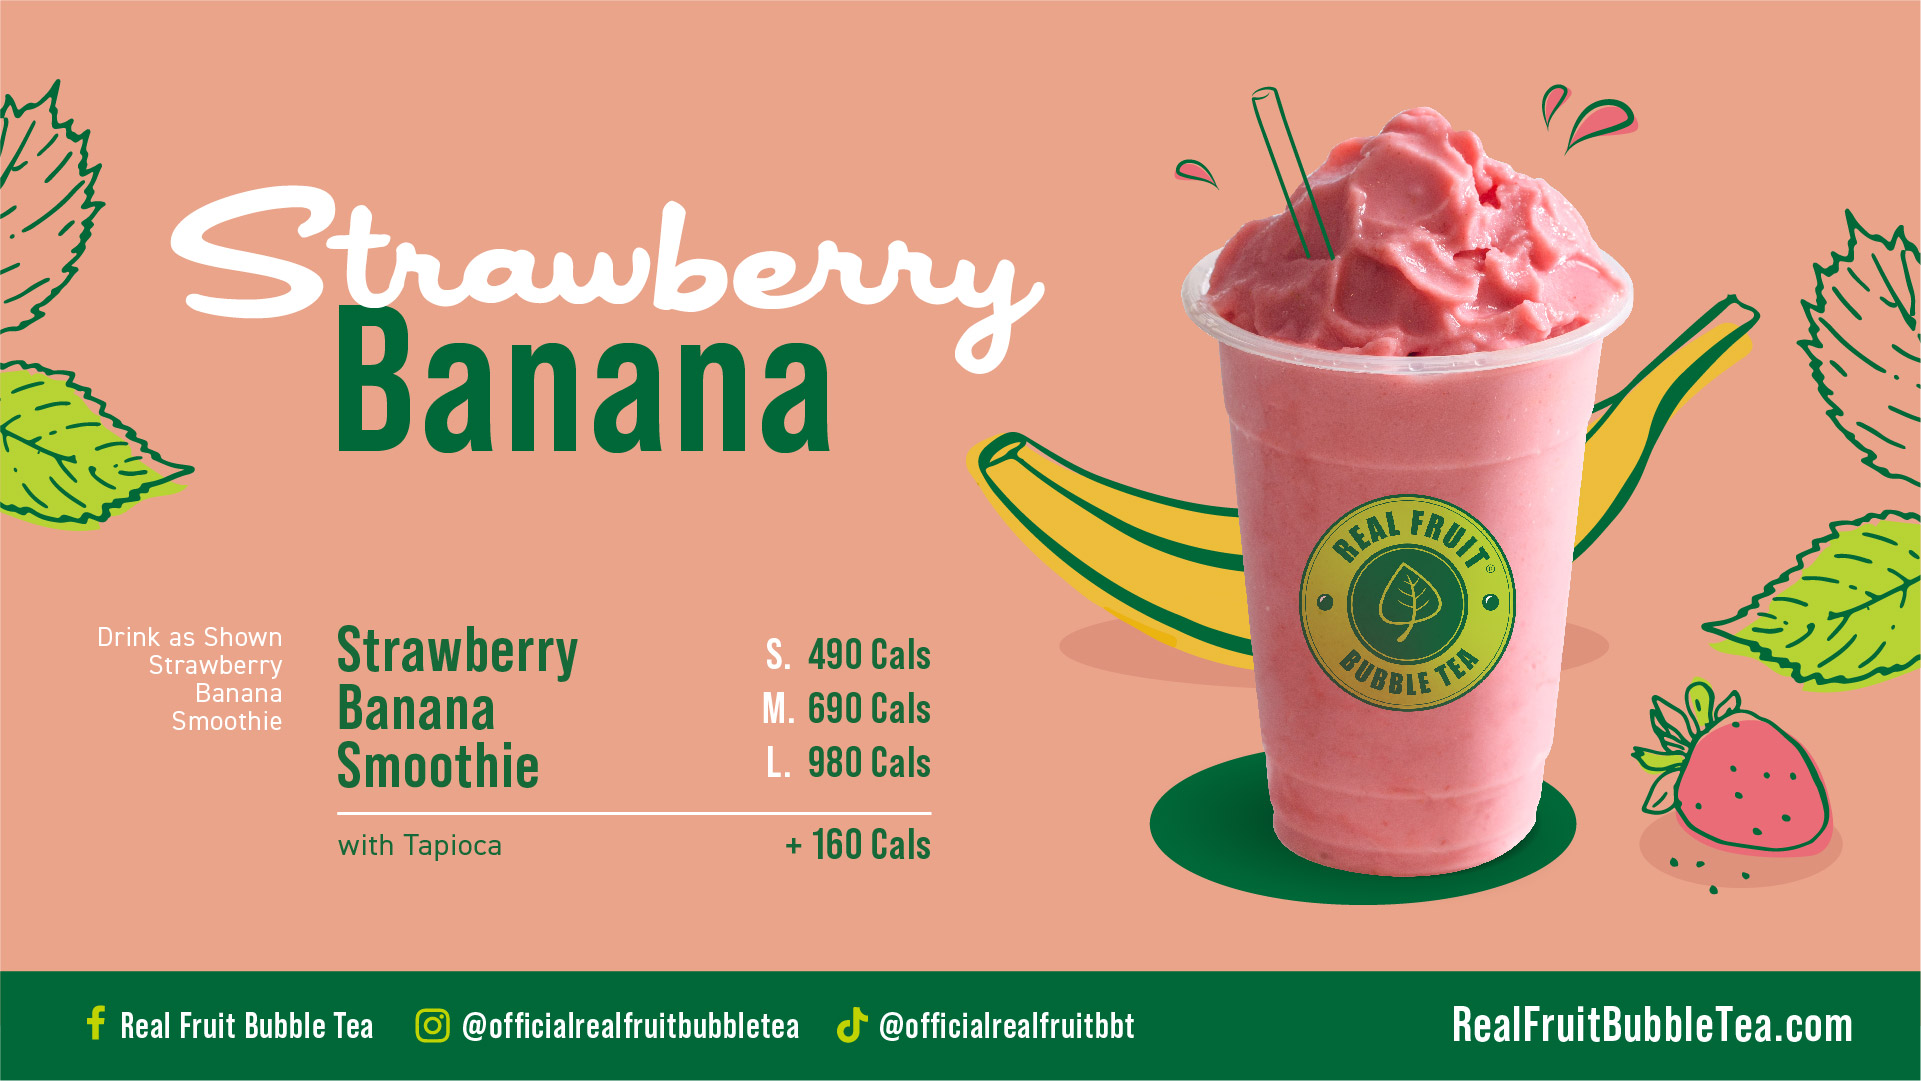 Strawberry
Banana
Drink as Shown
Strawberry
Banana
Smoothie
Strawberry
Banana
Smoothie
S. 490 Cals
M. 690 Cals
L. 980 Cals
with Tapioca + 160 Cals
REAL FRUIT®
BUBBLE TEA
Real Fruit Bubble Tea @officialrealfruitbubbletea @officialrealfruitbbt RealFruitBubbleTea.com